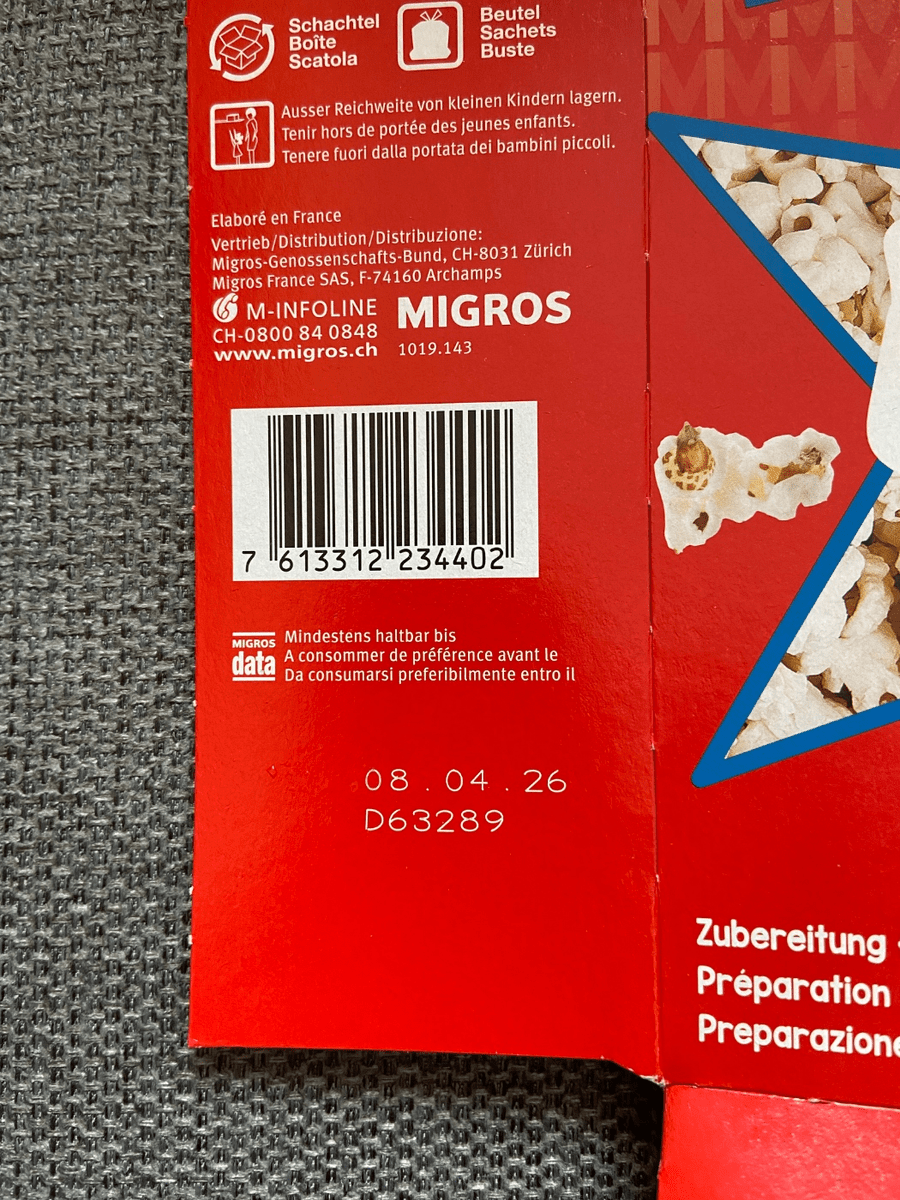 Schachtel
Boîte
Scatola
Beutel
Sachets
Buste
Ausser Reichweite von kleinen Kindern lagern.
Tenir hors de portée des jeunes enfants.
Tenere fuori dalla portata dei bambini piccoli.
Elaboré en France
Vertrieb/Distribution/Distribuzione:
Migros-Genossenschafts-Bund, CH-8031 Zürich
Migros France SAS, F-74160 Archamps
M-INFOLINE
CH-0800 84 0848
www.migros.ch
MIGROS
1019.143
7 613312 234402
MIGROS
data
Mindestens haltbar bis
A consommer de préférence avant le
Da consumarsi preferibilmente entro il
08.04.26
D63289
Zubereitung
Préparation
Preparazione